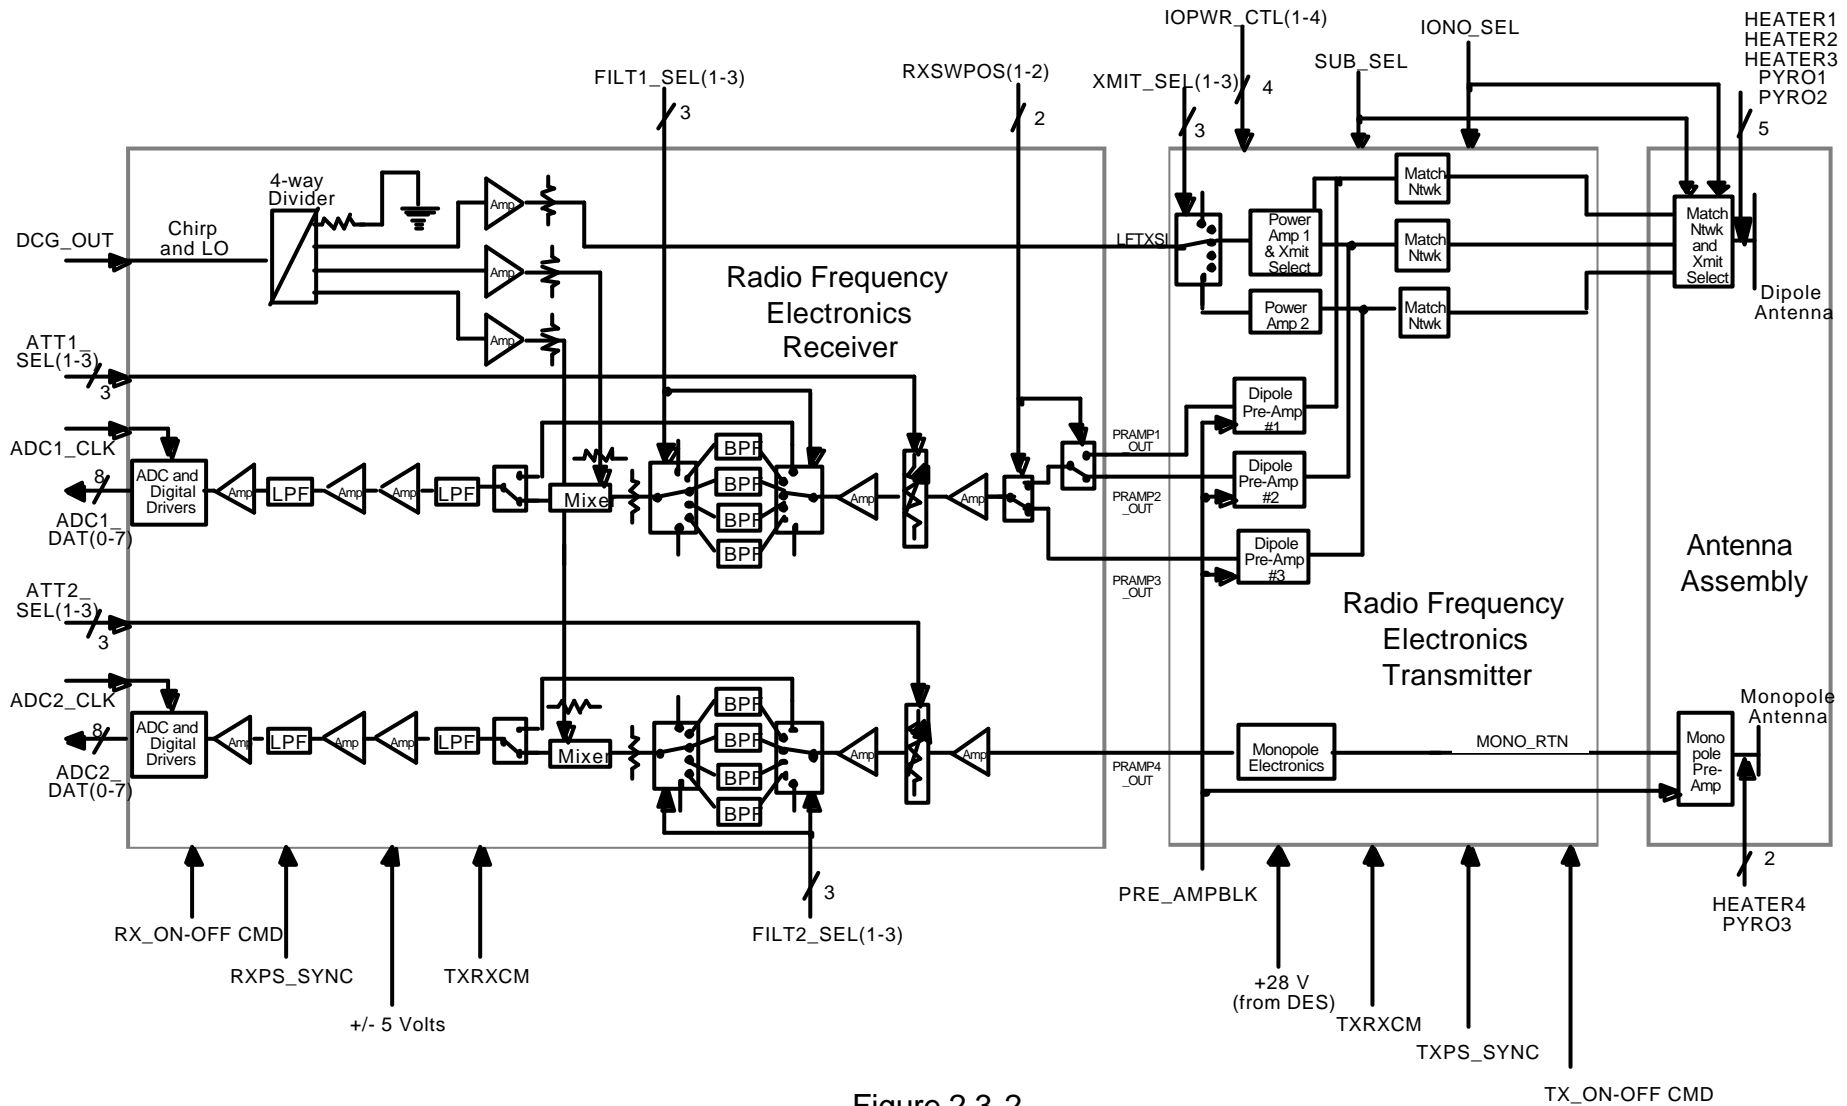 IOPWR_CTL(1-4)
IONO_SEL
HEATER1
HEATER2
HEATER3
PYRO1
PYRO2
SUB_SEL
FILT1_SEL(1-3)
RXSWPOS(1-2)
XMIT_SEL(1-3)
4
3
2
3
5
4-way
Divider
Chirp
and LO
DCG_OUT
Amp
Amp
Amp
Radio Frequency
Electronics
Receiver
LFTXSI
Power
Amp 1
& Xmit
Select
Power
Amp 2
Match
Ntwk
Match
Ntwk
Match
Ntwk
Match
Ntwk
and
Xmit
Select
Dipole
Antenna
ATT1_
SEL(1-3)
3
ADC1_CLK
8
ADC1_
DAT(0-7)
ADC and
Digital
Drivers
Amp
LPF
Amp
Amp
LPF
Mixer
BPF
BPF
BPF
BPF
Amp
Amp
PRAMP1
_OUT
PRAMP2
_OUT
PRAMP3
_OUT
Dipole
Pre-Amp
#1
Dipole
Pre-Amp
#2
Dipole
Pre-Amp
#3
Radio Frequency
Electronics
Transmitter
Antenna
Assembly
ATT2_
SEL(1-3)
3
ADC2_CLK
8
ADC2_
DAT(0-7)
ADC and
Digital
Drivers
Amp
LPF
Amp
Amp
LPF
Mixer
BPF
BPF
BPF
BPF
Amp
Amp
PRAMP4
_OUT
Monopole
Electronics
MONO_RTN
Mono
pole
Pre-
Amp
Monopole
Antenna
2
HEATER4
PYRO3
RX_ON-OFF CMD
RXPS_SYNC
+/- 5 Volts
TXRXCM
3
FILT2_SEL(1-3)
PRE_AMPBLK
+28 V
(from DES)
TXRXCM
TXPS_SYNC
TX_ON-OFF CMD
Figure 2.3-2